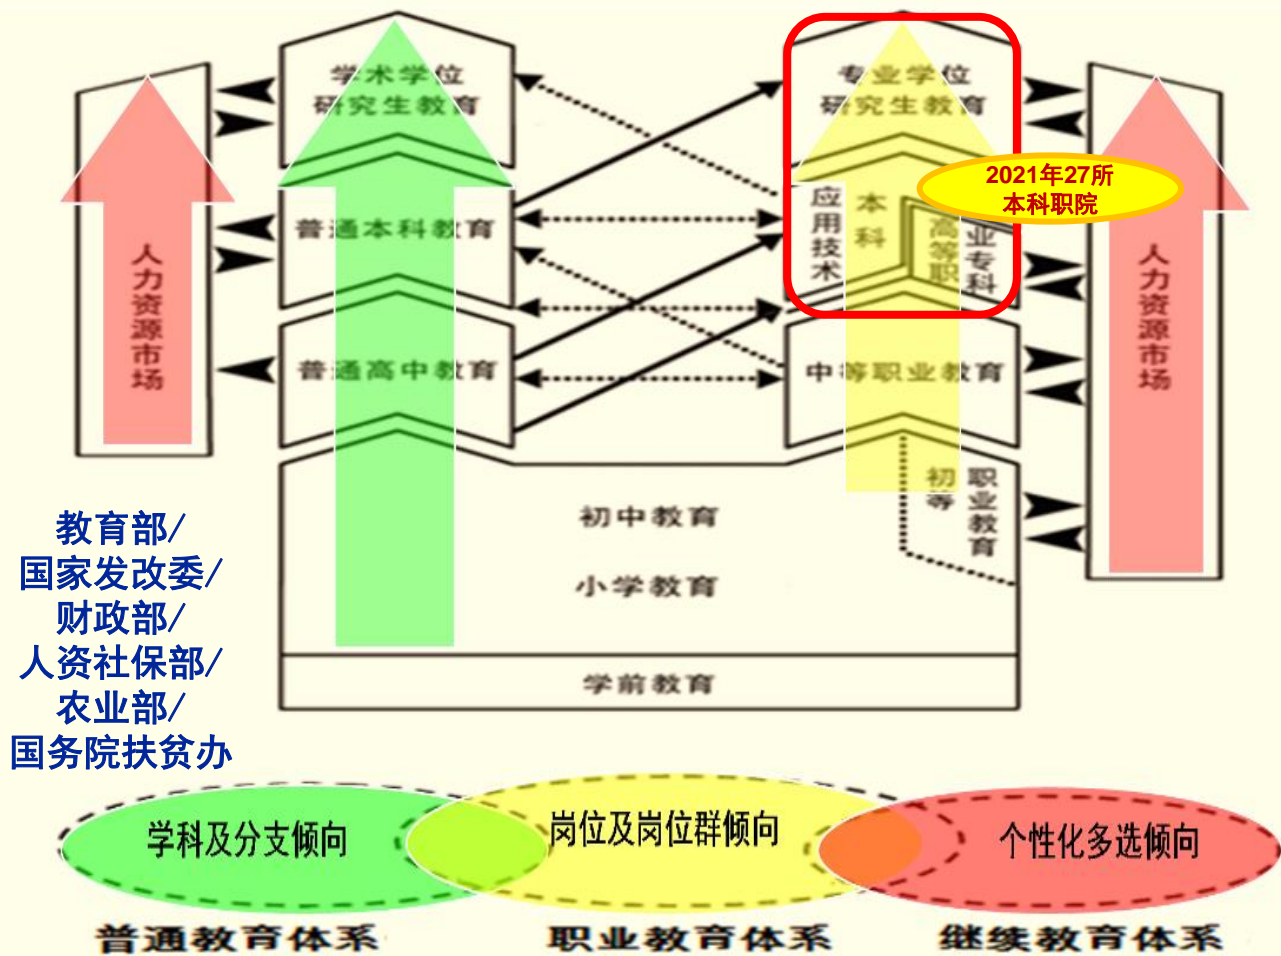 学术学位
研究生教育
专业学位
研究生教育
2021年27所
本科职院
普通本科教育
应用技术
本科
高等职
业专科
人力资源市场
人力资源市场
普通高中教育
中等职业教育
初等
职业教育
初中教育
小学教育
学前教育
教育部/
国家发改委/
财政部/
人资社保部/
农业部/
国务院扶贫办
学科及分支倾向
岗位及岗位群倾向
个性化多选倾向
普通教育体系
职业教育体系
继续教育体系